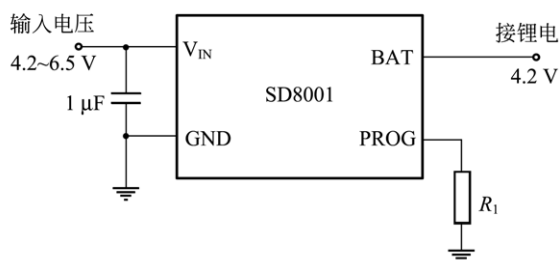 输入电压
4.2~6.5 V
1 μF
V_IN
GND
SD8001
BAT
PROG
接锂电
4.2 V
R_1